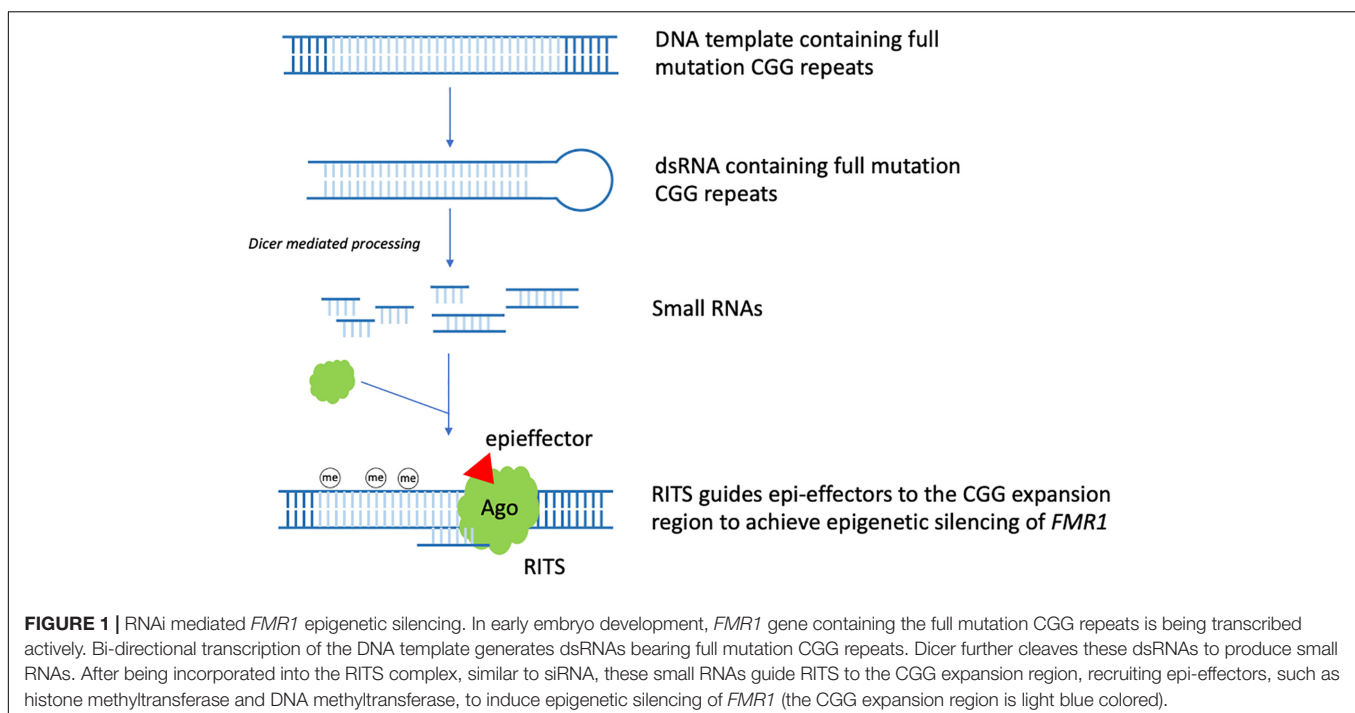 DNA template containing full
mutation CGG repeats
dsRNA containing full mutation
CGG repeats
Dicer mediated processing
Small RNAs
epieffector
me
me
me
Ago
RITS guides epi-effectors to the CGG expansion
region to achieve epigenetic silencing of FMR1
RITS
FIGURE 1 | RNAi mediated FMR1 epigenetic silencing. In early embryo development, FMR1 gene containing the full mutation CGG repeats is being transcribed
actively. Bi-directional transcription of the DNA template generates dsRNAs bearing full mutation CGG repeats. Dicer further cleaves these dsRNAs to produce small
RNAs. After being incorporated into the RITS complex, similar to siRNA, these small RNAs guide RITS to the CGG expansion region, recruiting epi-effectors, such as
histone methyltransferase and DNA methyltransferase, to induce epigenetic silencing of FMR1 (the CGG expansion region is light blue colored).